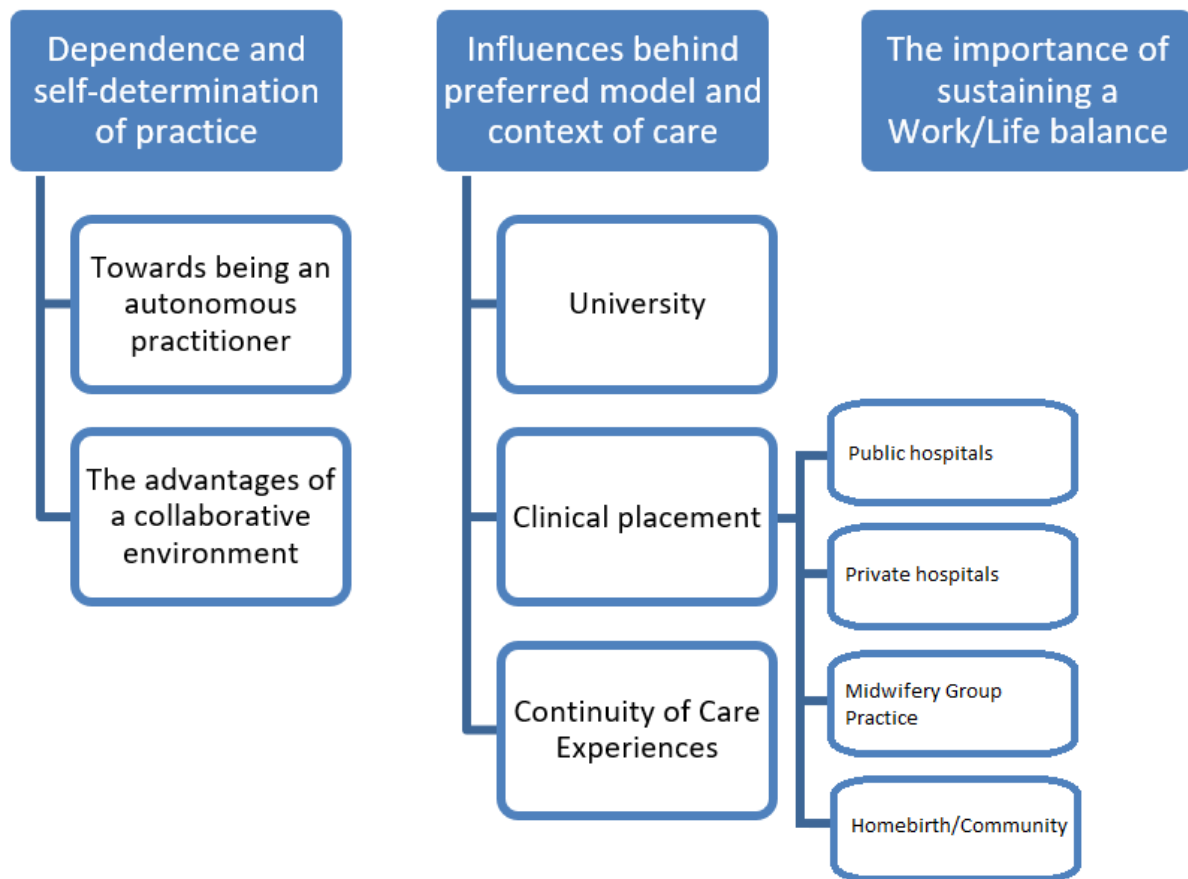 Dependence and
self-determination
of practice
Towards being an
autonomous
practitioner
The advantages of
a collaborative
environment
Influences behind
preferred model and
context of care
University
Clinical placement
Continuity of Care
Experiences
Public hospitals
Private hospitals
Midwifery Group
Practice
Homebirth/Community
The importance of
sustaining a
Work/Life balance